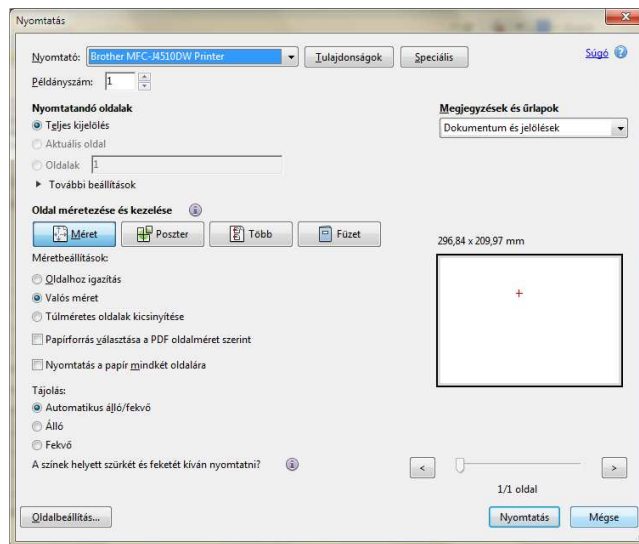 Nyomtatás
Nyomtató: Brother MFC-J4510DW Printer Tulajdonságok Speciális Súgó
Példányszám: 1
Nyomtatandó oldalak
Megjegyzések és űrlapok
Teljes kijelölés
Dokumentum és jelölések
Aktuális oldal
Oldalak 1
További beállítások
Oldal méretezése és kezelése
Méret Poszter Több Füzet
296,84 x 209,97 mm
Méretbeállítások:
Oldalhoz igazítás
Valós méret
Túlméretes oldalak kicsinyítése
Papírforrás választása a PDF oldalméret szerint
Nyomtatás a papír mindkét oldalára
Tájolás:
Automatikus álló/fekvő
Álló
Fekvő
A színek helyett szürkét és feketét kíván nyomtatni?
< >
1/1 oldal
Oldalbeállítás... Nyomtatás Mégse